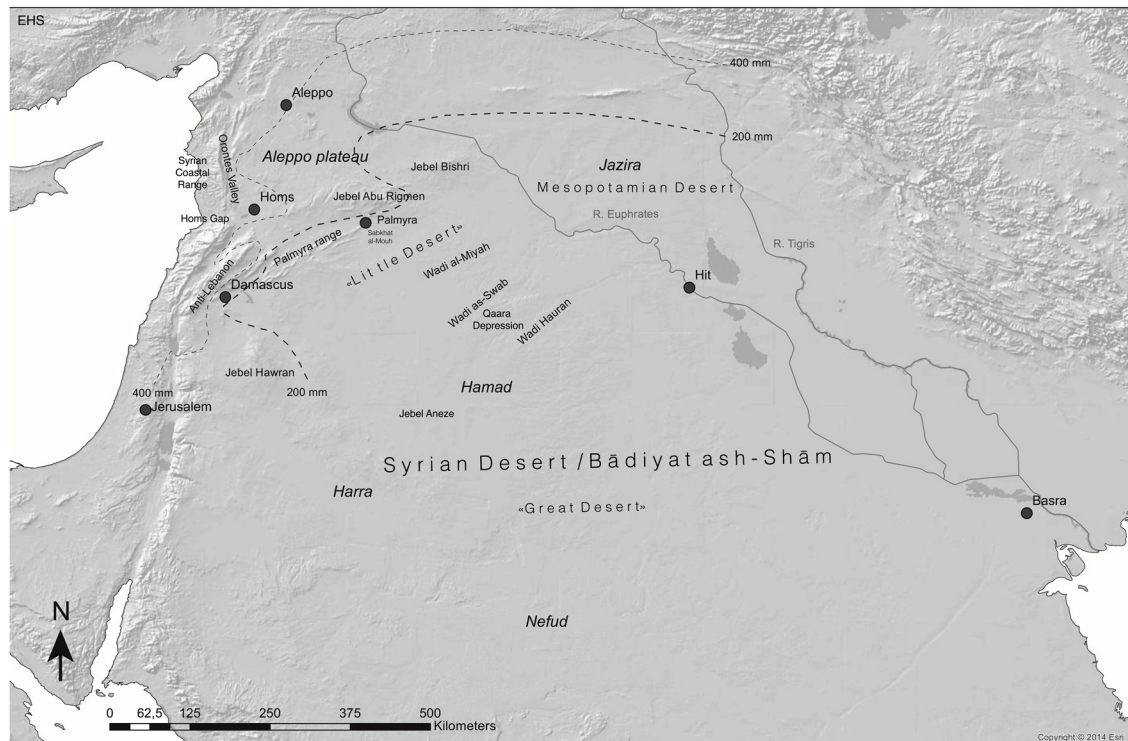 EHS
400 mm
Aleppo
200 mm
Orontes Valley
Aleppo plateau
Syrian
Coastal
Range
Jebel Bishri
Jazira
Mesopotamian Desert
Jebel Abu Rigmen
Homs
Homs Gap
Palmyra
Sabkhat
al-Mouh
R. Euphrates
R. Tigris
Palmyra range
«Little Desert»
Wadi al-Miyah
Anti-Lebanon
Damascus
Hit
Wadi as-Swab
Qaara
Depression
Wadi Hauran
Jebel Hawran
Hamad
400 mm
200 mm
Jerusalem
Jebel Aneze
Syrian Desert /Bādiyat ash-Shām
Harra
«Great Desert»
Basra
Nefud
N
0 62,5 125 250 375 500
Kilometers
Copyright:© 2014 Esri